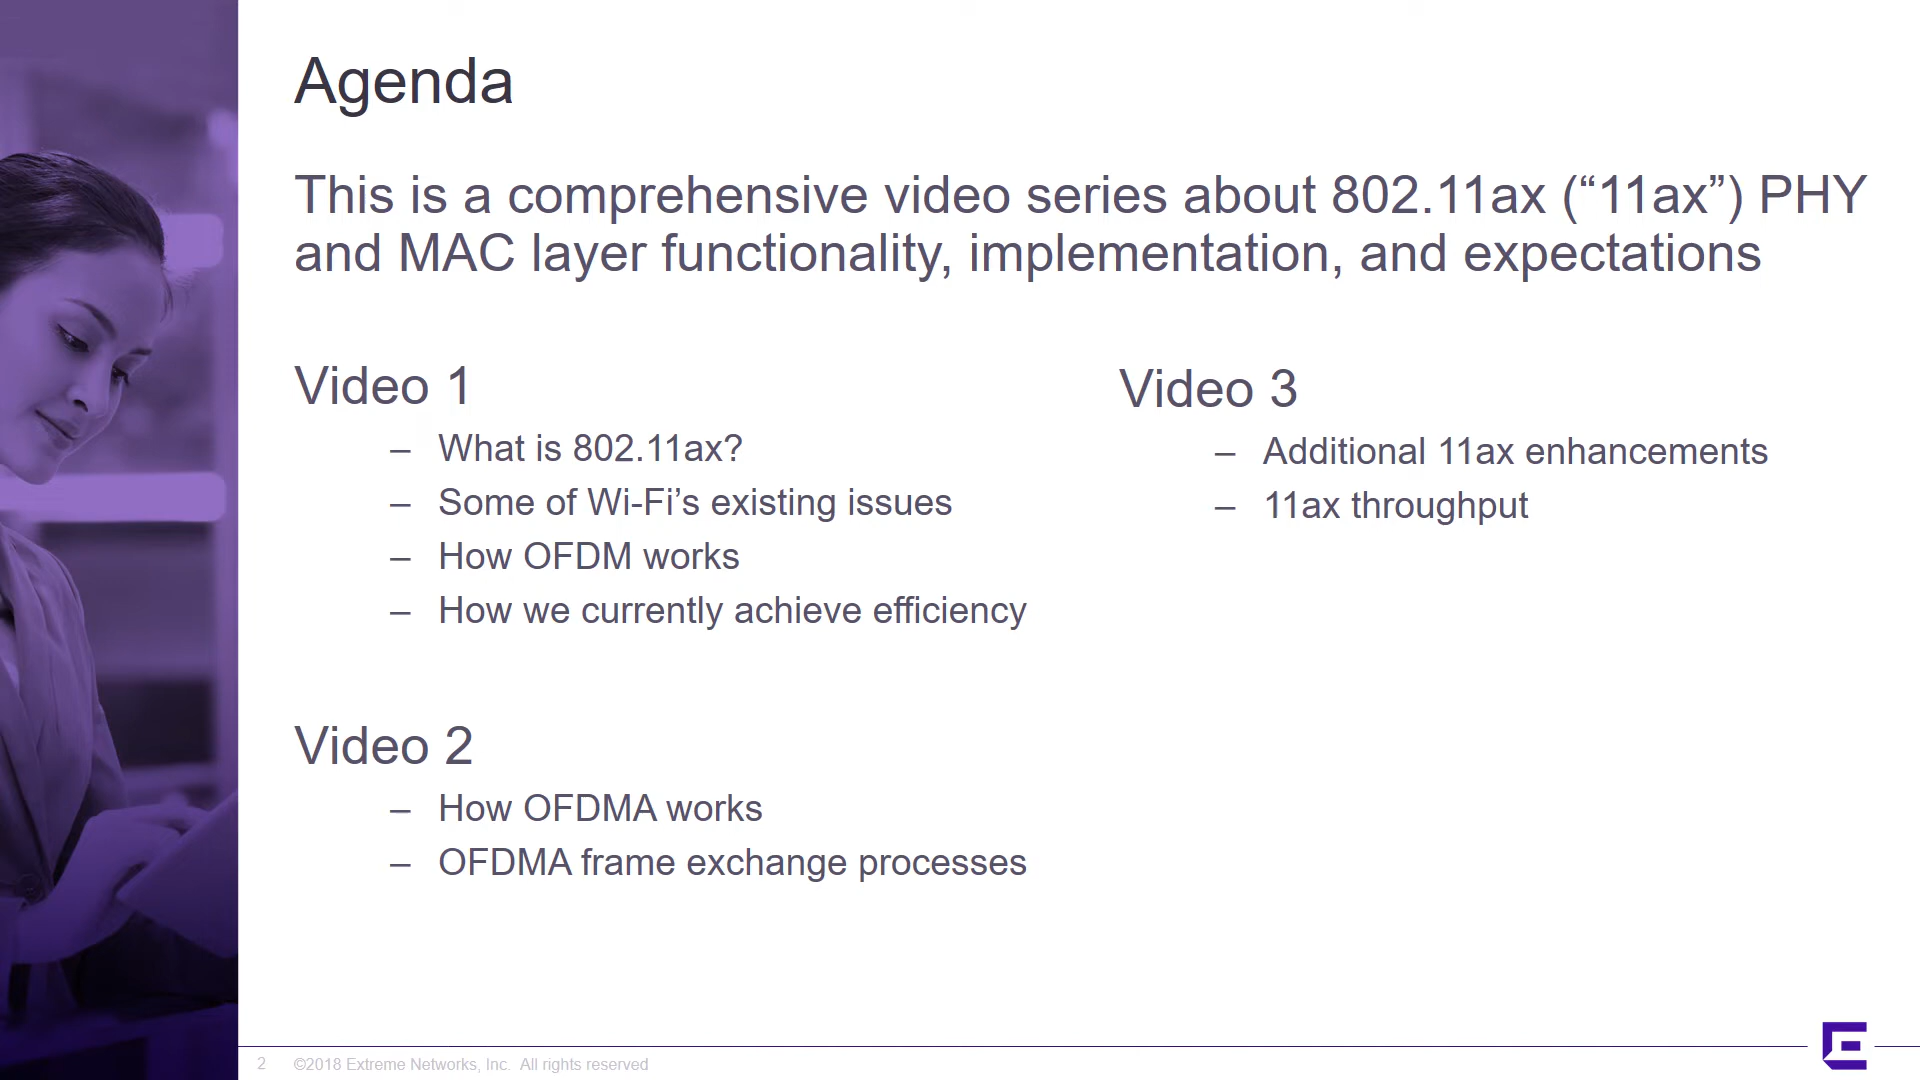 Agenda
This is a comprehensive video series about 802.11ax (“11ax”) PHY
and MAC layer functionality, implementation, and expectations
Video 1
– What is 802.11ax?
– Some of Wi-Fi’s existing issues
– How OFDM works
– How we currently achieve efficiency
Video 2
– How OFDMA works
– OFDMA frame exchange processes
Video 3
– Additional 11ax enhancements
– 11ax throughput
2 ©2018 Extreme Networks, Inc. All rights reserved